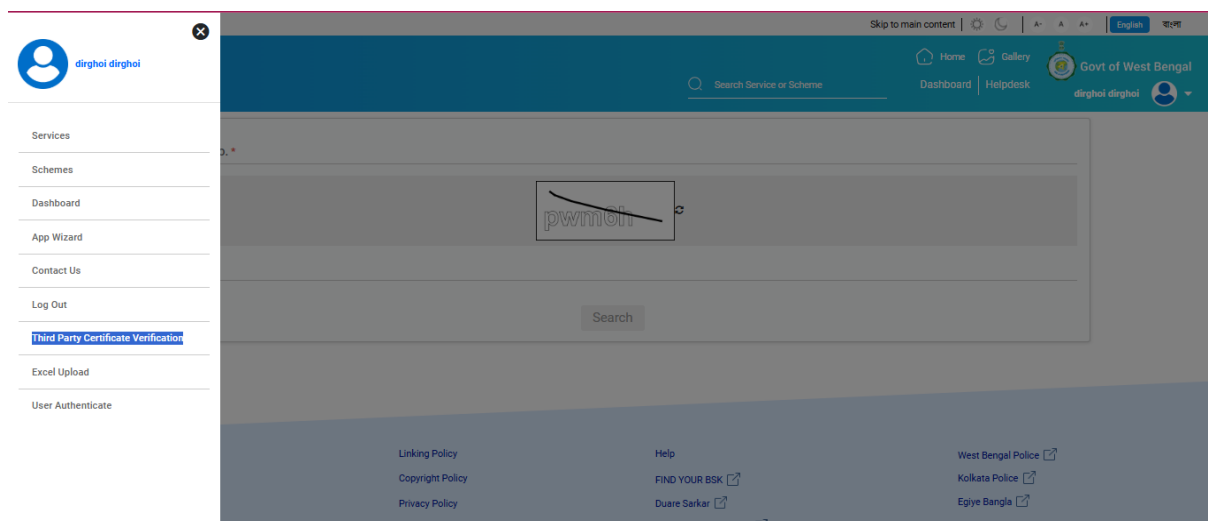 Skip to main content
A-
A
A+
English
বাংলা
dirghoi dirghoi
Home
Gallery
Govt of West Bengal
Search Service or Scheme
Dashboard
Helpdesk
dirghoi dirghoi
Services
Schemes
Dashboard
App Wizard
Contact Us
Log Out
Third Party Certificate Verification
Excel Upload
User Authenticate
*
pwm6h
Search
Linking Policy
Help
West Bengal Police
Copyright Policy
FIND YOUR BSK
Kolkata Police
Privacy Policy
Duare Sarkar
Egiye Bangla